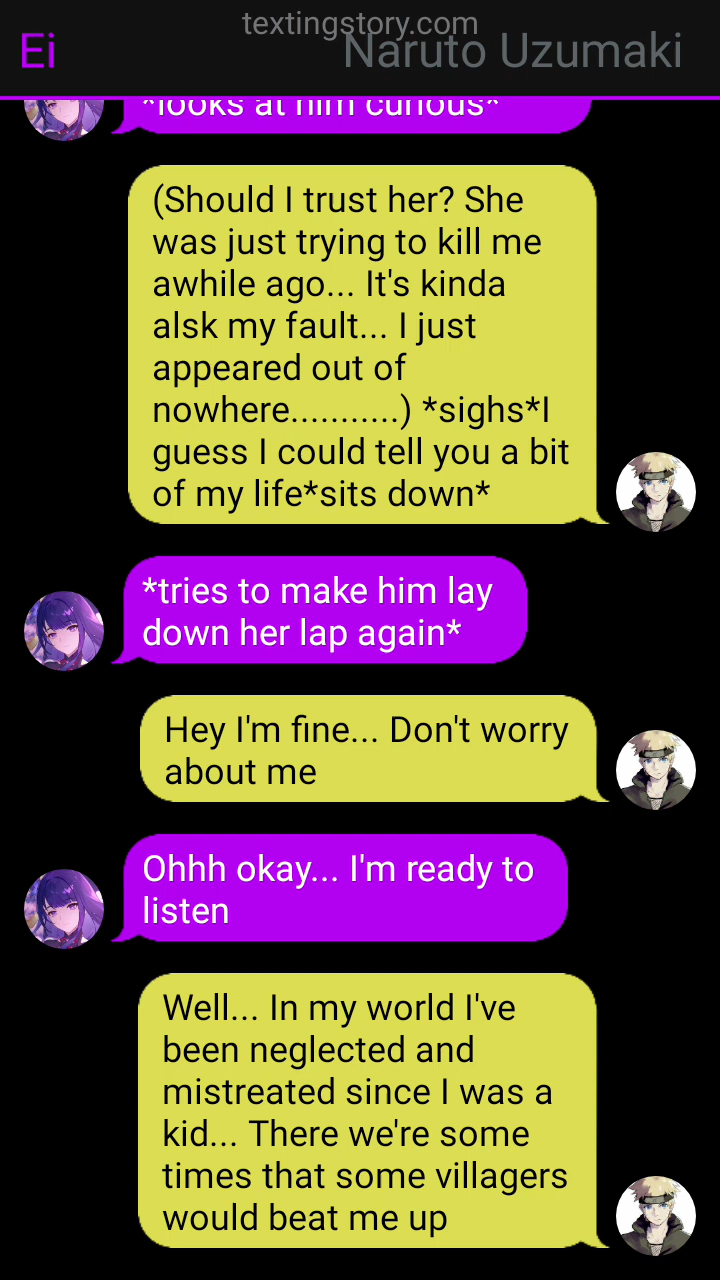 textingstory.com
Ei
Naruto Uzumaki
*looks at him curious*
(Should I trust her? She
was just trying to kill me
awhile ago... It's kinda
alsk my fault... I just
appeared out of
nowhere...........) *sighs*I
guess I could tell you a bit
of my life*sits down*
*tries to make him lay
down her lap again*
Hey I'm fine... Don't worry
about me
Ohhh okay... I'm ready to
listen
Well... In my world I've
been neglected and
mistreated since I was a
kid... There we're some
times that some villagers
would beat me up